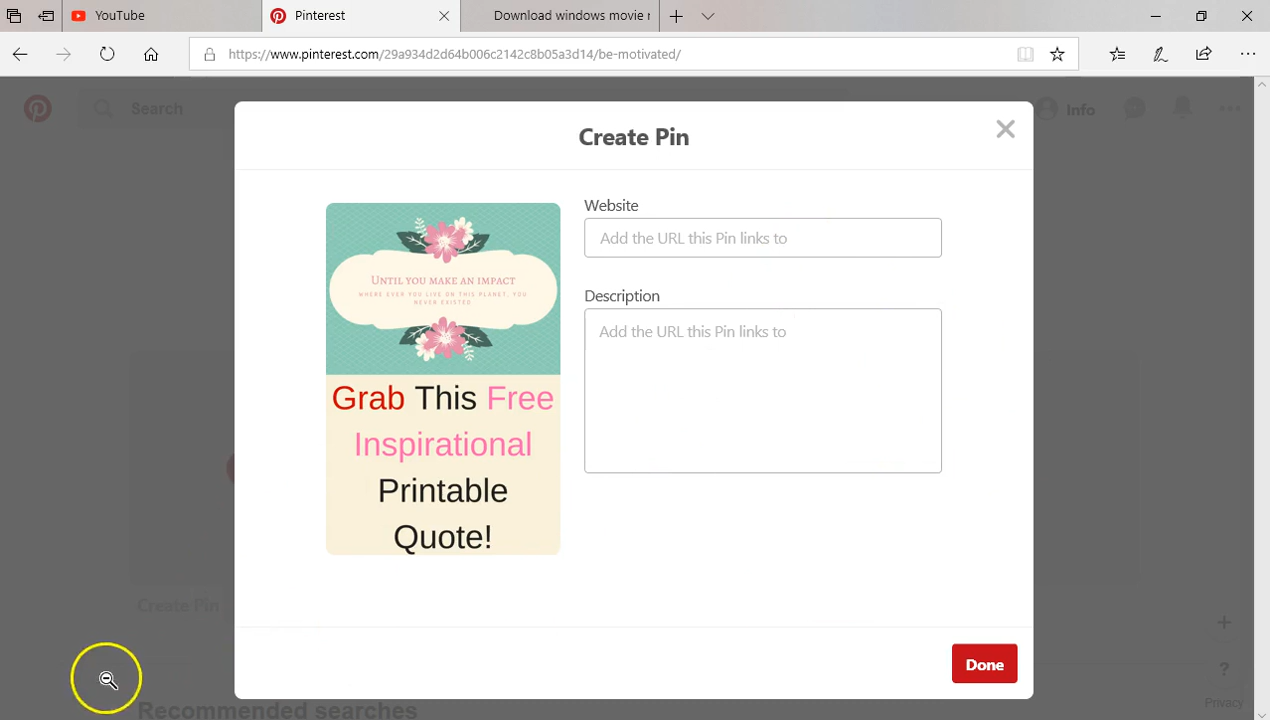 YouTube
Pinterest
Download windows movie r
https://www.pinterest.com/29a934d2d64b006c2142c8b05a3d14/be-motivated/
Search
Info
Create Pin
Website
Add the URL this Pin links to
Description
Add the URL this Pin links to
UNTIL YOU MAKE AN IMPACT
WHERE EVER YOU LIVE ON THIS PLANET, YOU
NEVER EXISTED
Grab This Free
Inspirational
Printable
Quote!
Create Pin
Done
?
Privacy
Recommended searches